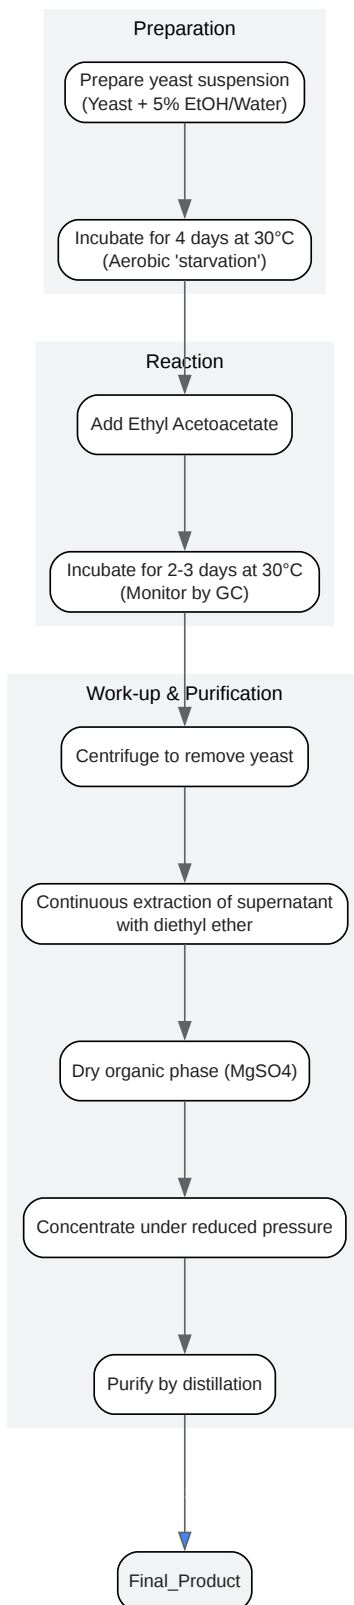 Preparation
Prepare yeast suspension
(Yeast + 5% EtOH/Water)
Incubate for 4 days at 30°C
(Aerobic 'starvation')
Reaction
Add Ethyl Acetoacetate
Incubate for 2-3 days at 30°C
(Monitor by GC)
Work-up & Purification
Centrifuge to remove yeast
Continuous extraction of supernatant
with diethyl ether
Dry organic phase (MgSO4)
Concentrate under reduced pressure
Purify by distillation
Final_Product